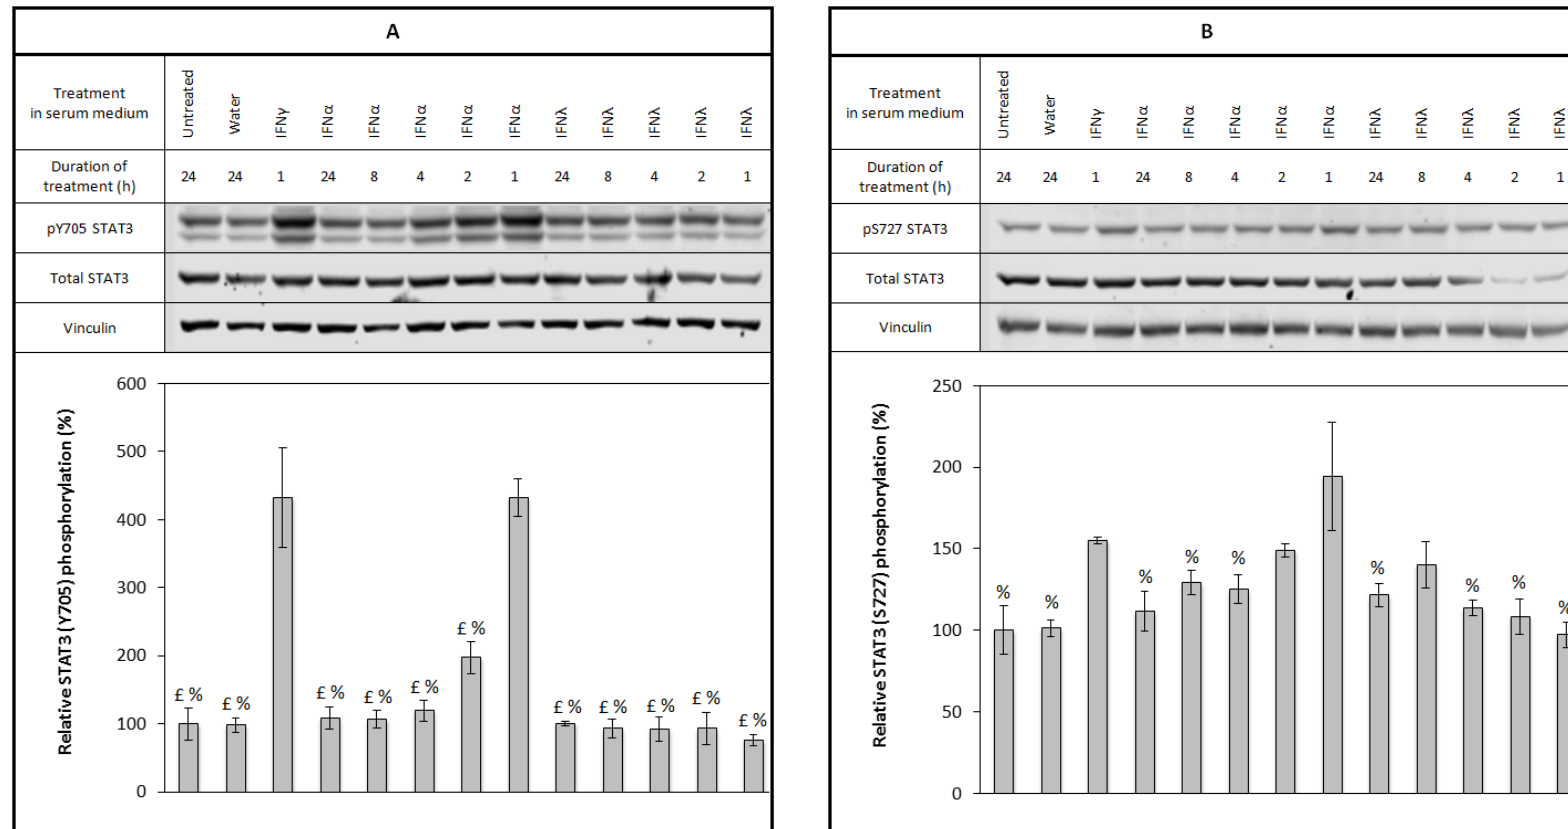 A
Treatment
in serum medium
Untreated
Water
IFNγ
IFNα
IFNα
IFNα
IFNα
IFNα
IFNλ
IFNλ
IFNλ
IFNλ
IFNλ
Duration of
treatment (h)
24 24 1 24 8 4 2 1 24 8 4 2 1
pY705 STAT3
Total STAT3
Vinculin
Relative STAT3 (Y705) phosphorylation (%)
600
500
400
300
200
100
0
£ % £ % £ % £ % £ % £ % £ % £ % £ % £ % £ %
B
Treatment
in serum medium
Untreated
Water
IFNγ
IFNα
IFNα
IFNα
IFNα
IFNα
IFNλ
IFNλ
IFNλ
IFNλ
IFNλ
Duration of
treatment (h)
24 24 1 24 8 4 2 1 24 8 4 2 1
pS727 STAT3
Total STAT3
Vinculin
Relative STAT3 (S727) phosphorylation (%)
250
200
150
100
50
0
% % % % % % % % %